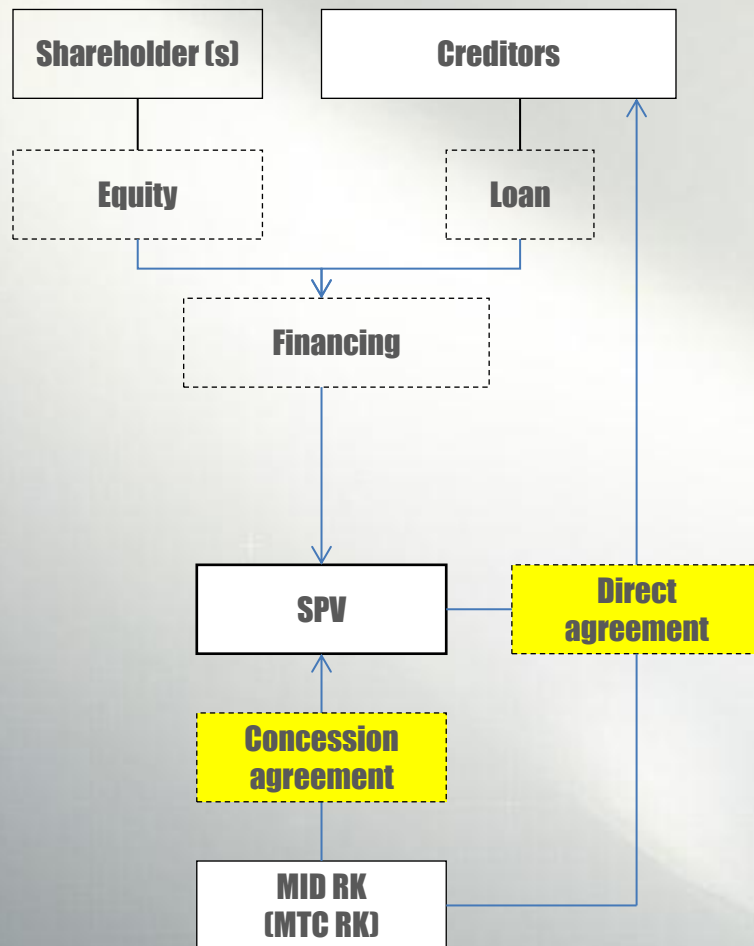 Shareholder (s)
Creditors
Equity
Loan
Financing
SPV
Direct
agreement
Concession
agreement
MID RK
(MTC RK)